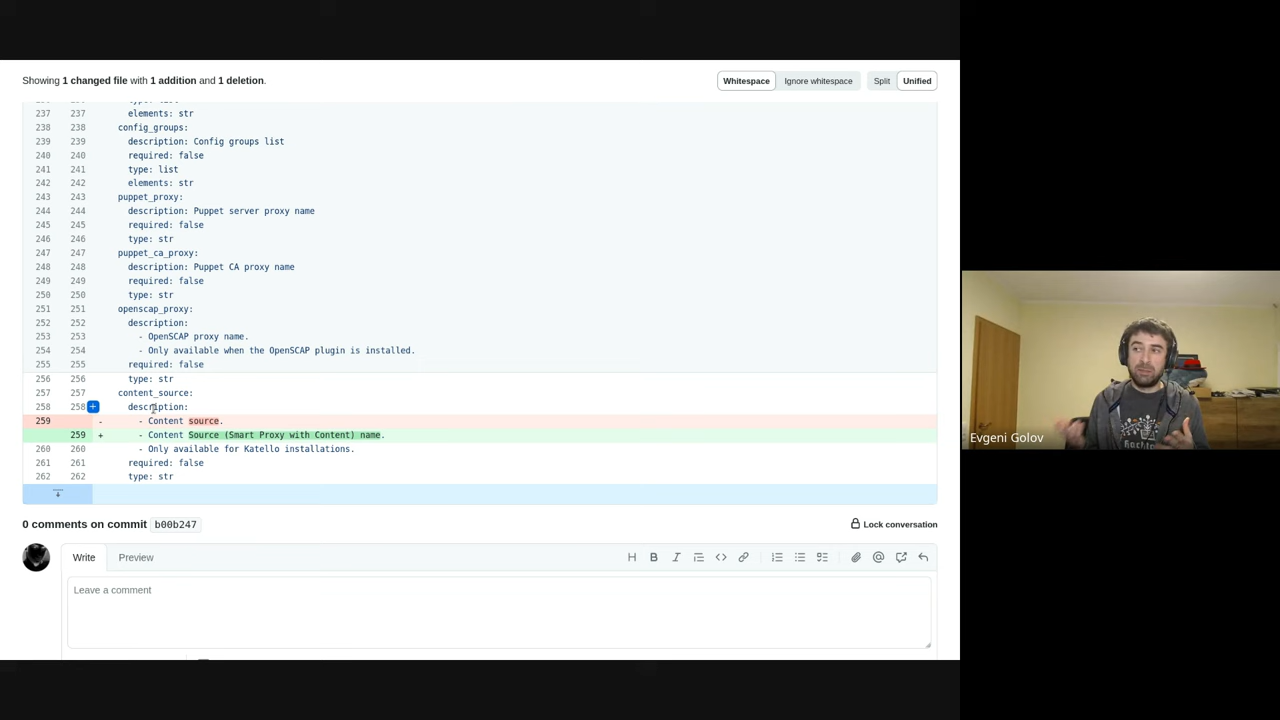 Showing 1 changed file with 1 addition and 1 deletion.
Whitespace Ignore whitespace Split Unified
237 237 elements: str
238 238 config_groups:
239 239 description: Config groups list
240 240 required: false
241 241 type: list
242 242 elements: str
243 243 puppet_proxy:
244 244 description: Puppet server proxy name
245 245 required: false
246 246 type: str
247 247 puppet_ca_proxy:
248 248 description: Puppet CA proxy name
249 249 required: false
250 250 type: str
251 251 openscap_proxy:
252 252 description:
253 253 - OpenSCAP proxy name.
254 254 - Only available when the OpenSCAP plugin is installed.
255 255 required: false
256 256 type: str
257 257 content_source:
258 258 + description:
259 - - Content source.
259 + - Content Source (Smart Proxy with Content) name.
260 260 - Only available for Katello installations.
261 261 required: false
262 262 type: str
0 comments on commit b00b247
Lock conversation
Write Preview
Leave a comment
Evgeni Golov